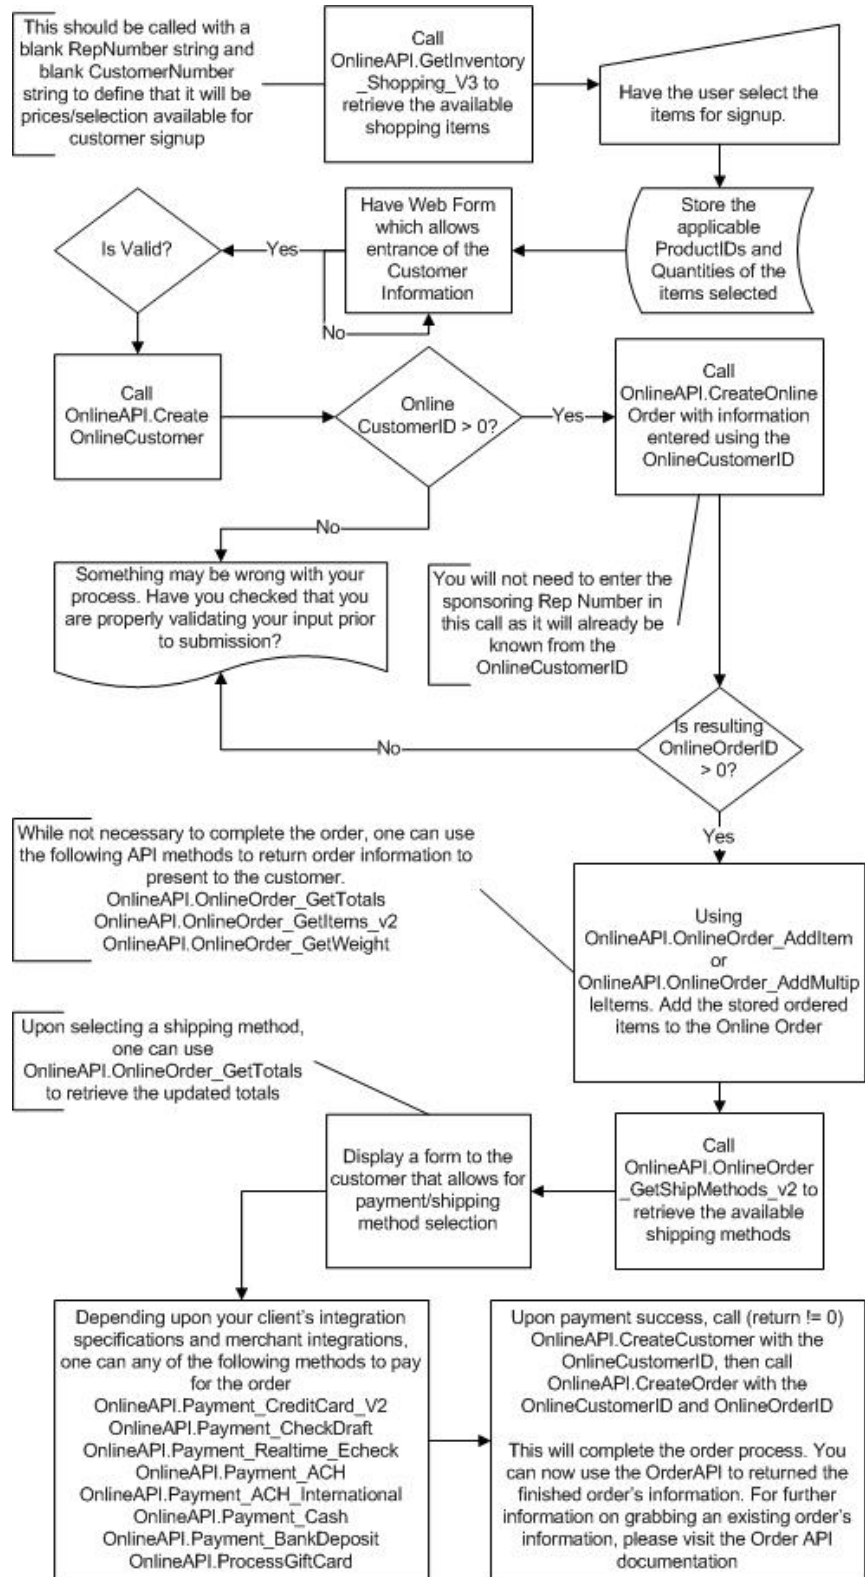 This should be called with a
blank RepNumber string and
blank CustomerNumber
string to define that it will be
prices/selection available for
customer signup
Call
OnlineAPI.GetInventory
_Shopping_V3 to
retrieve the available
shopping items
Have the user select the
items for signup.
Is Valid?
Yes
Have Web Form
which allows
entrance of the
Customer
Information
No
Store the
applicable
ProductIDs and
Quantities of the
items selected
Call
OnlineAPI.Create
OnlineCustomer
Online
CustomerID > 0?
Yes
Call
OnlineAPI.CreateOnline
Order with information
entered using the
OnlineCustomerID
No
Something may be wrong with your
process. Have you checked that you
are properly validating your input prior
to submission?
You will not need to enter the
sponsoring Rep Number in
this call as it will already be
known from the
OnlineCustomerID
No
Is resulting
OnlineOrderID
> 0?
Yes
While not necessary to complete the order, one can use
the following API methods to return order information to
present to the customer.
OnlineAPI.OnlineOrder_GetTotals
OnlineAPI.OnlineOrder_GetItems_v2
OnlineAPI.OnlineOrder_GetWeight
Using
OnlineAPI.OnlineOrder_AddItem
or
OnlineAPI.OnlineOrder_AddMultip
leItems. Add the stored ordered
items to the Online Order
Upon selecting a shipping method,
one can use
OnlineAPI.OnlineOrder_GetTotals
to retrieve the updated totals
Display a form to the
customer that allows for
payment/shipping
method selection
Call
OnlineAPI.OnlineOrder
_GetShipMethods_v2 to
retrieve the available
shipping methods
Depending upon your client's integration
specifications and merchant integrations,
one can any of the following methods to pay
for the order
OnlineAPI.Payment_CreditCard_V2
OnlineAPI.Payment_CheckDraft
OnlineAPI.Payment_Realtime_Echeck
OnlineAPI.Payment_ACH
OnlineAPI.Payment_ACH_International
OnlineAPI.Payment_Cash
OnlineAPI.Payment_BankDeposit
OnlineAPI.ProcessGiftCard
Upon payment success, call (return != 0)
OnlineAPI.CreateCustomer with the
OnlineCustomerID, then call
OnlineAPI.CreateOrder with the
OnlineCustomerID and OnlineOrderID
This will complete the order process. You
can now use the OrderAPI to returned the
finished order's information. For further
information on grabbing an existing order's
information, please visit the Order API
documentation